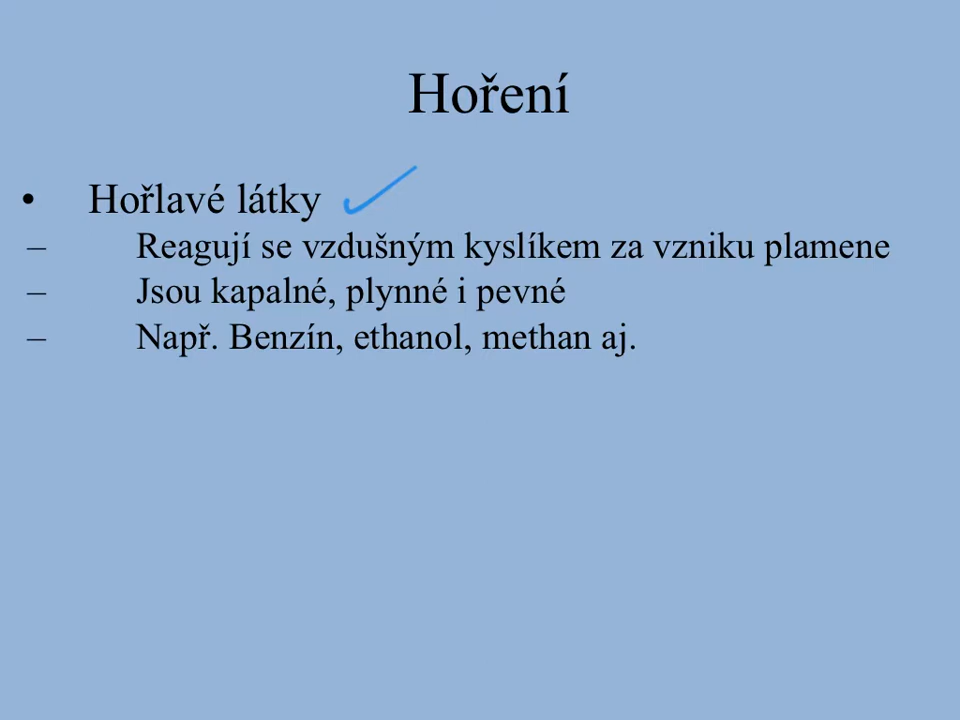 Hoření
• Hořlavé látky
– Reagují se vzdušným kyslíkem za vzniku plamene
– Jsou kapalné, plynné i pevné
– Např. Benzín, ethanol, methan aj.